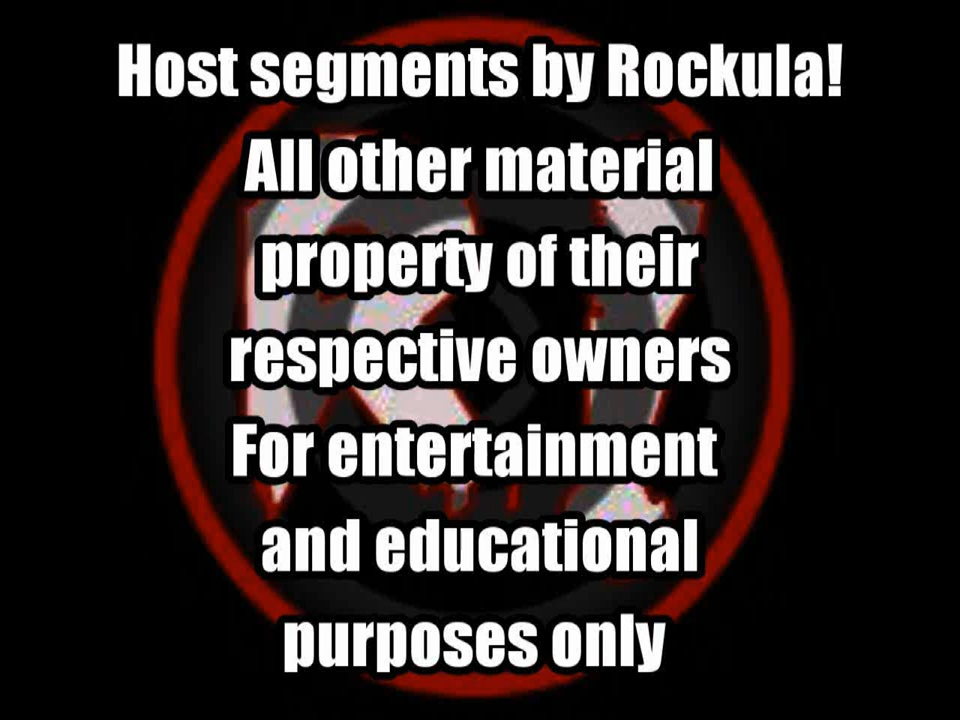 Host segments by Rockula!
All other material
property of their
respective owners
For entertainment
and educational
purposes only